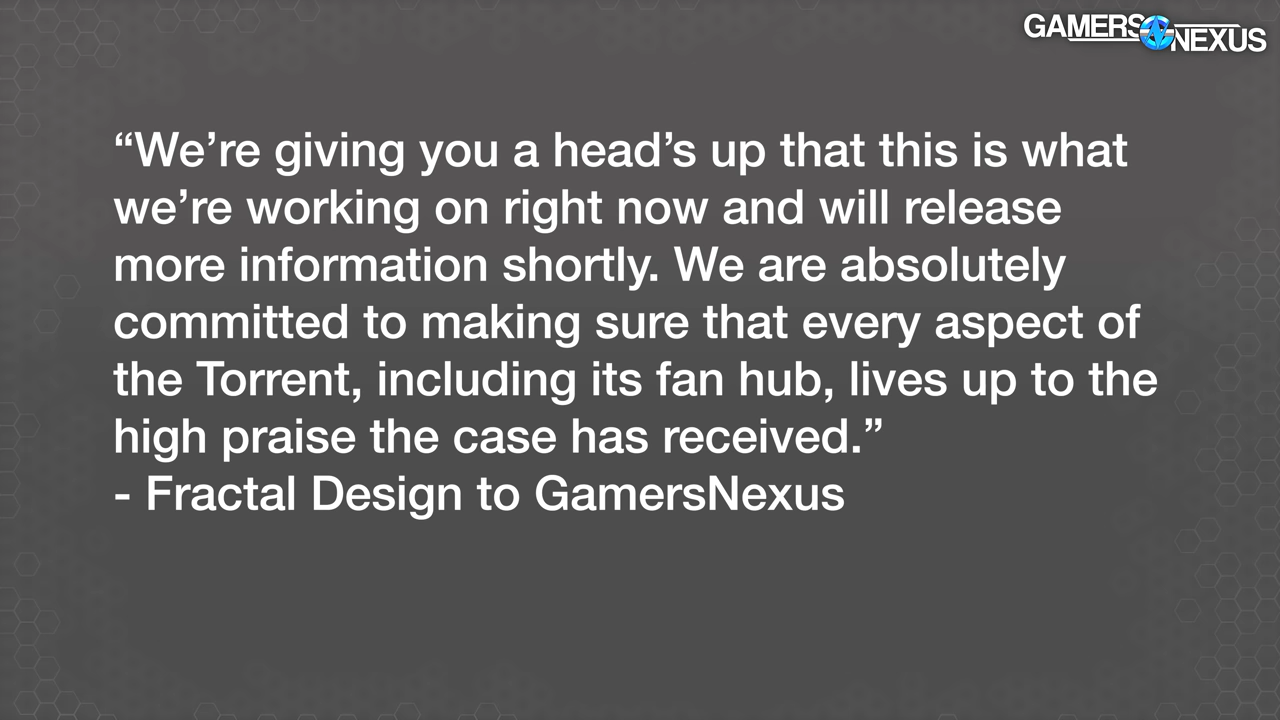 GAMERS NEXUS
“We’re giving you a head’s up that this is what
we’re working on right now and will release
more information shortly. We are absolutely
committed to making sure that every aspect of
the Torrent, including its fan hub, lives up to the
high praise the case has received.”
- Fractal Design to GamersNexus